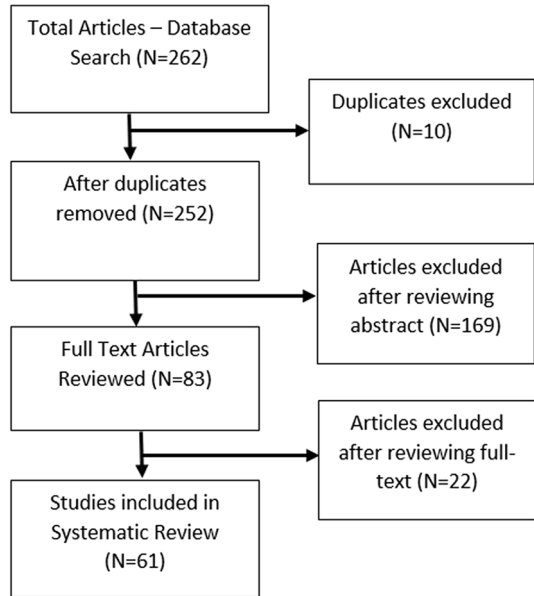 Total Articles – Database
Search (N=262)
Duplicates excluded
(N=10)
After duplicates
removed (N=252)
Articles excluded
after reviewing
abstract (N=169)
Full Text Articles
Reviewed (N=83)
Articles excluded
after reviewing full-
text (N=22)
Studies included in
Systematic Review
(N=61)